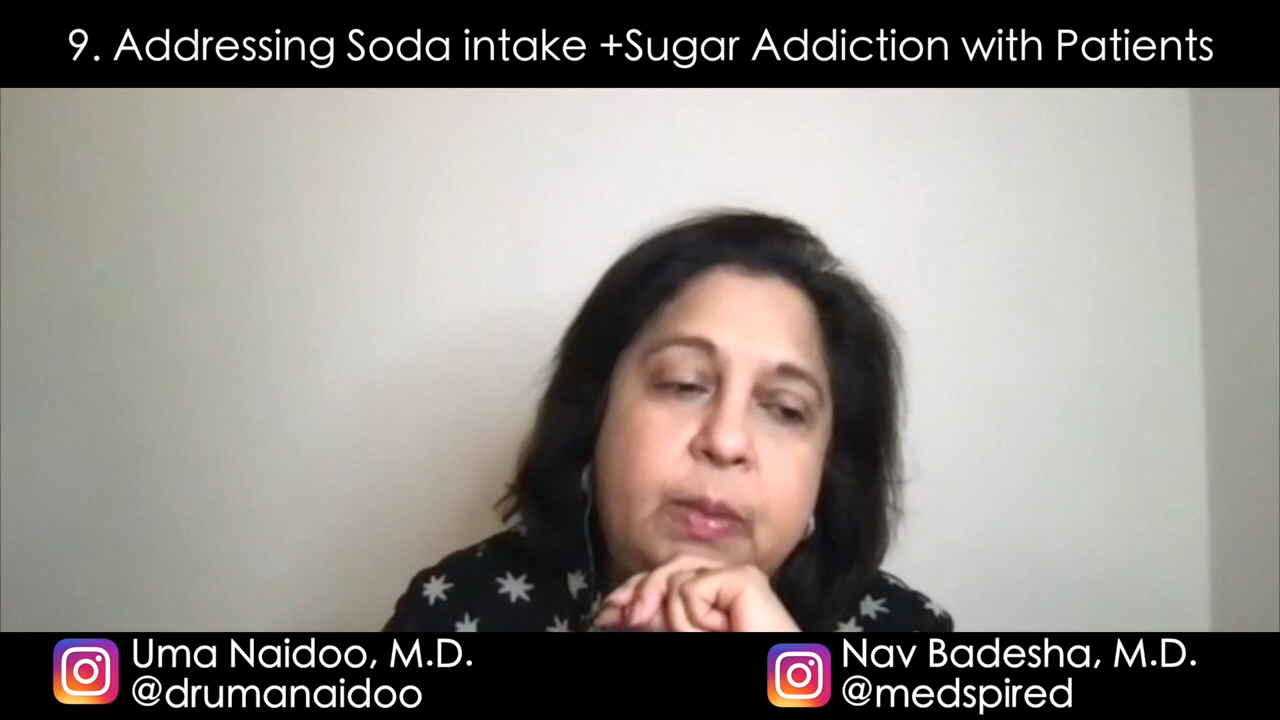 9. Addressing Soda intake +Sugar Addiction with Patients
Uma Naidoo, M.D.
@drumanaidoo
Nav Badesha, M.D.
@medspired